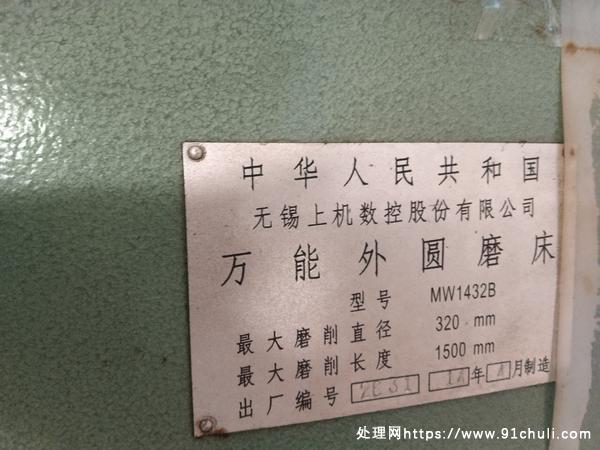 中华人民共和国
无锡上机数控股份有限公司
万能外圆磨床
型号 MW1432B
最大磨削直径 320 mm
最大磨削长度 1500 mm
出厂编号 年 月制造
处理网https://www.91chuli.com/